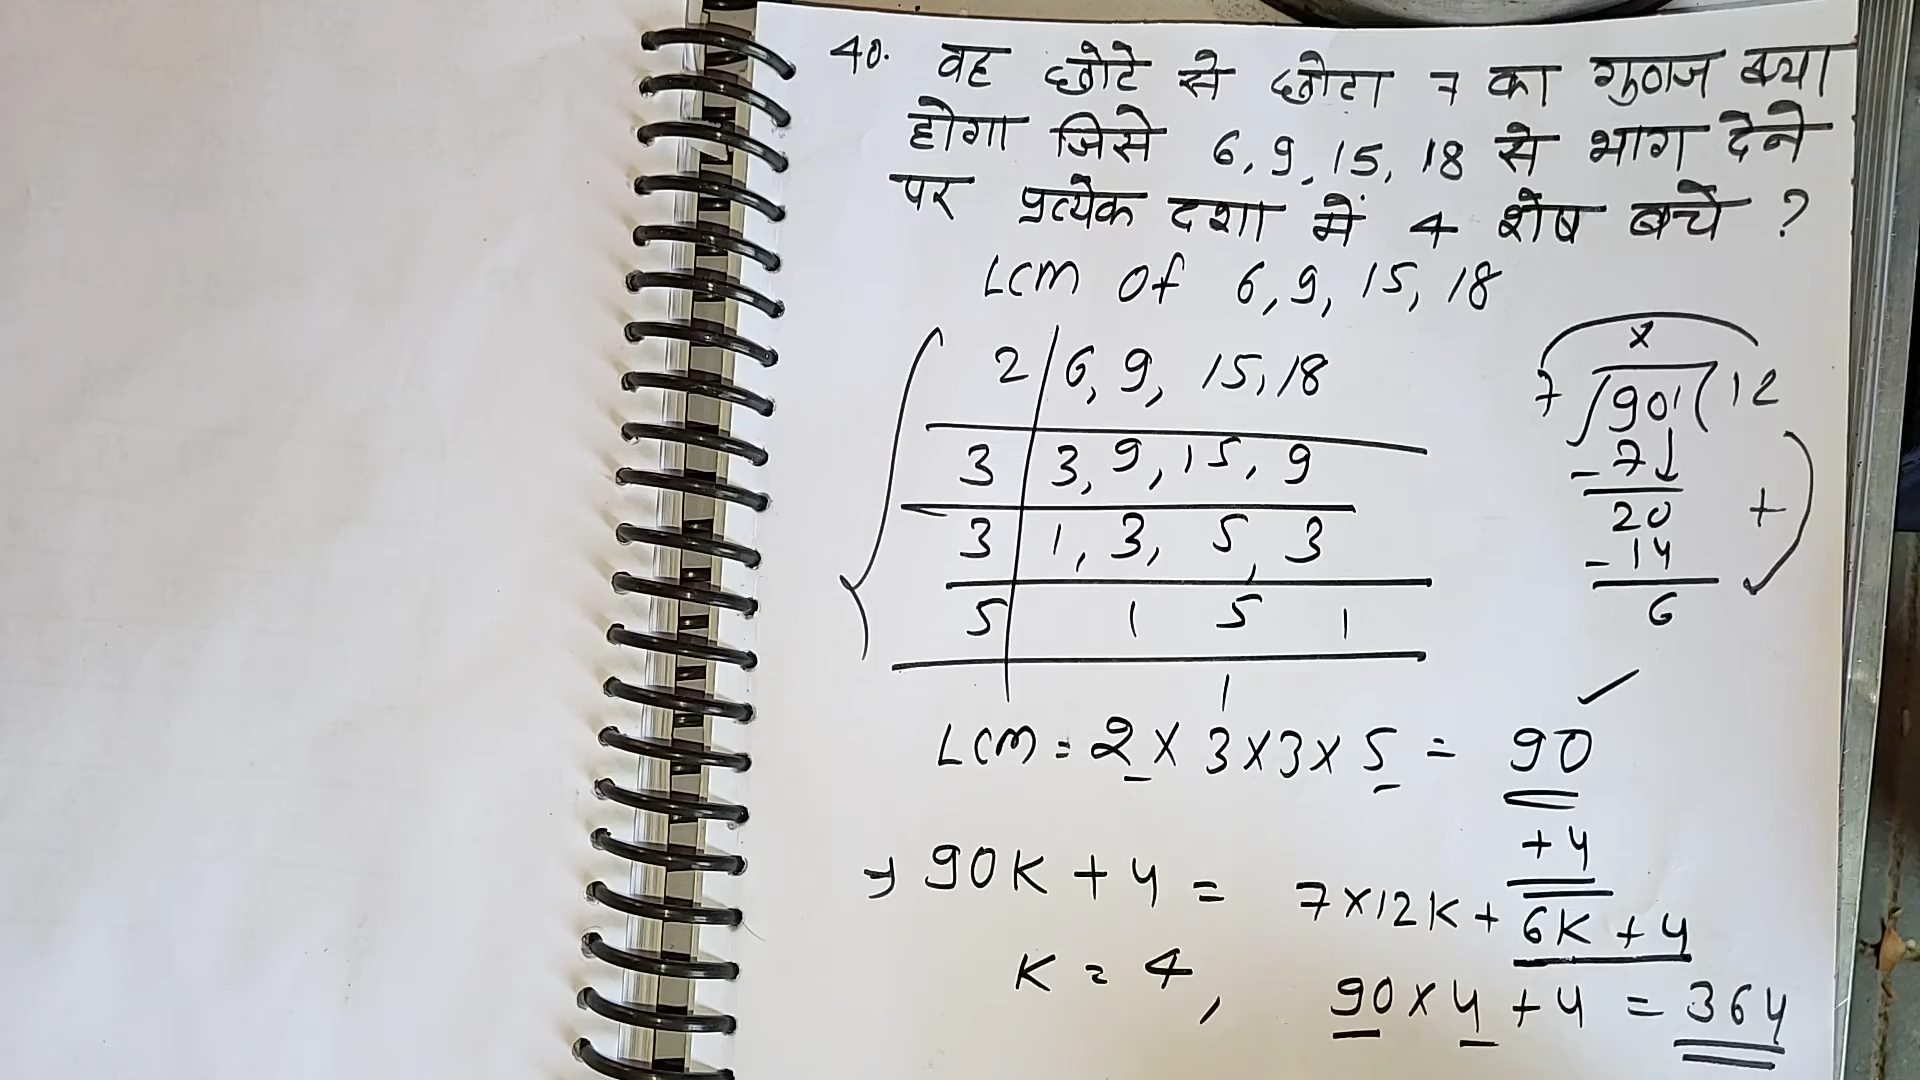 40. वह छोटे से छोटा 7 का गुणज क्या
होगा जिसे 6, 9, 15, 18 से भाग देने
पर प्रत्येक दशा में 4 शेष बचे ?
LCM of 6, 9, 15, 18
2 | 6, 9, 15, 18
3 | 3, 9, 15, 9
3 | 1, 3, 5, 3
5 | 1 5 1
1
x
7 ) 90 ( 12
- 7 ↓
20
- 14
6
+
LCM = 2 × 3 × 3 × 5 = 90 ✓
+ 4
→ 90K + 4 = 7×12K + 6K + 4
K = 4, 90 × 4 + 4 = 364